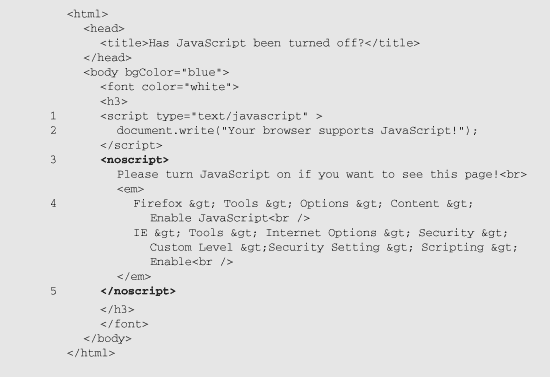 <html>
<head>
<title>Has JavaScript been turned off?</title>
</head>
<body bgColor="blue">
<font color="white">
<h3>
1 <script type="text/javascript" >
2 document.write("Your browser supports JavaScript!");
</script>
3 <noscript>
Please turn JavaScript on if you want to see this page!<br>
<em>
4 Firefox &gt; Tools &gt; Options &gt; Content &gt;
Enable JavaScript<br />
IE &gt; Tools &gt; Internet Options &gt; Security &gt;
Custom Level &gt;Security Setting &gt; Scripting &gt;
Enable<br />
</em>
5 </noscript>
</h3>
</font>
</body>
</html>